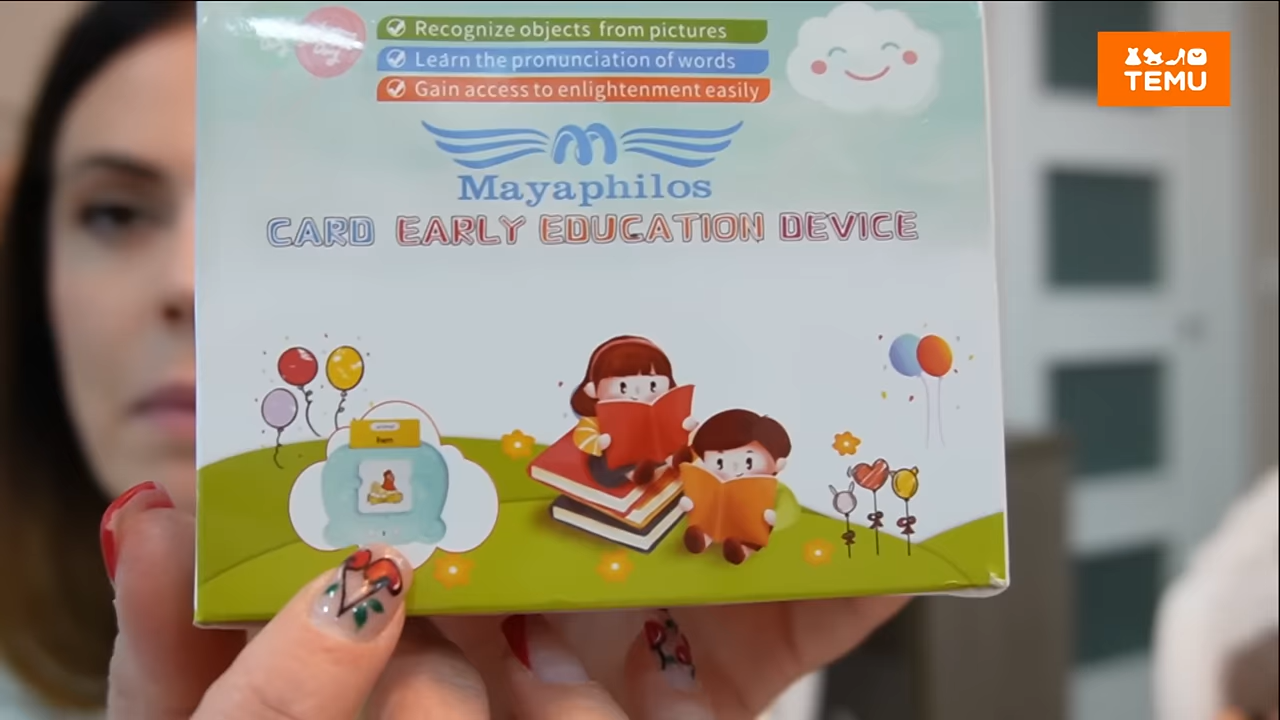 Recognize objects from pictures
Learn the pronunciation of words
Gain access to enlightenment easily
TEMU
Mayaphilos
CARD EARLY EDUCATION DEVICE
hen